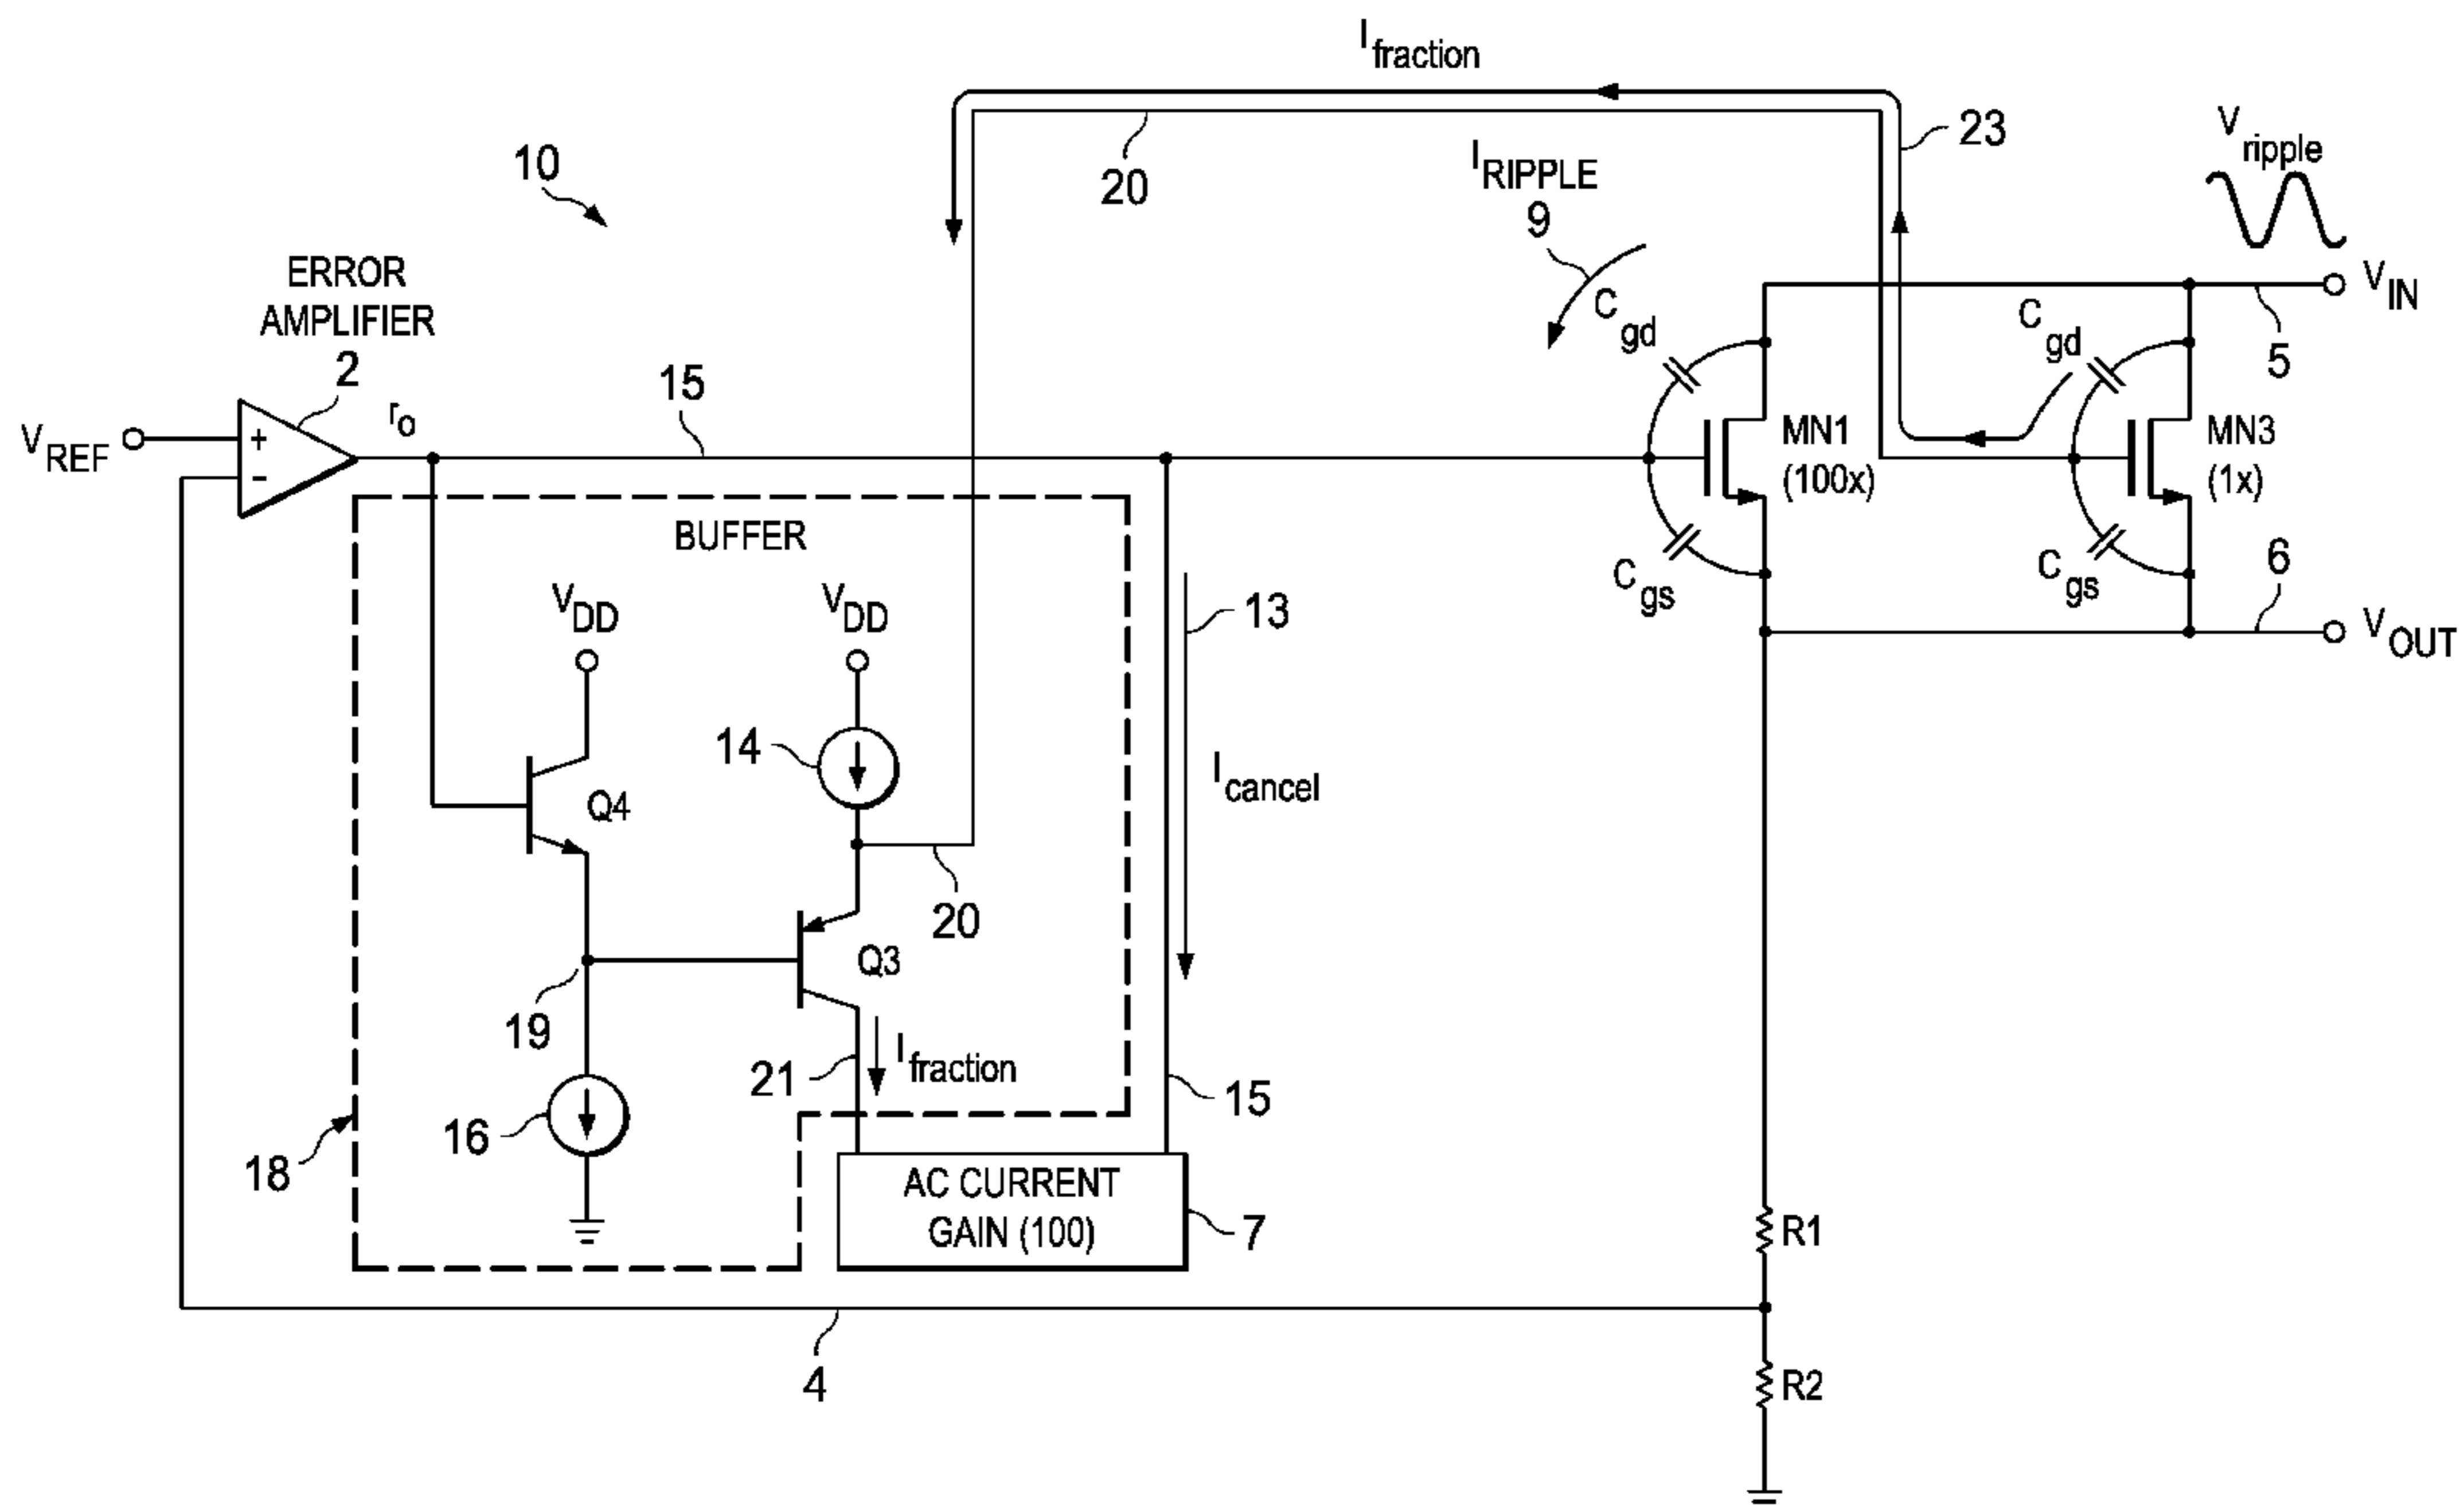 I fraction
23
V ripple
10
20
I RIPPLE
9
ERROR
AMPLIFIER
2
C gd
C gd
V IN
5
15
r o
V REF
+
-
MN1
(100x)
MN3
(1x)
BUFFER
C gs
C gs
6
V OUT
V DD
V DD
13
14
I cancel
Q4
20
Q3
19
21
I fraction
15
16
18
AC CURRENT
GAIN (100)
7
R1
4
R2